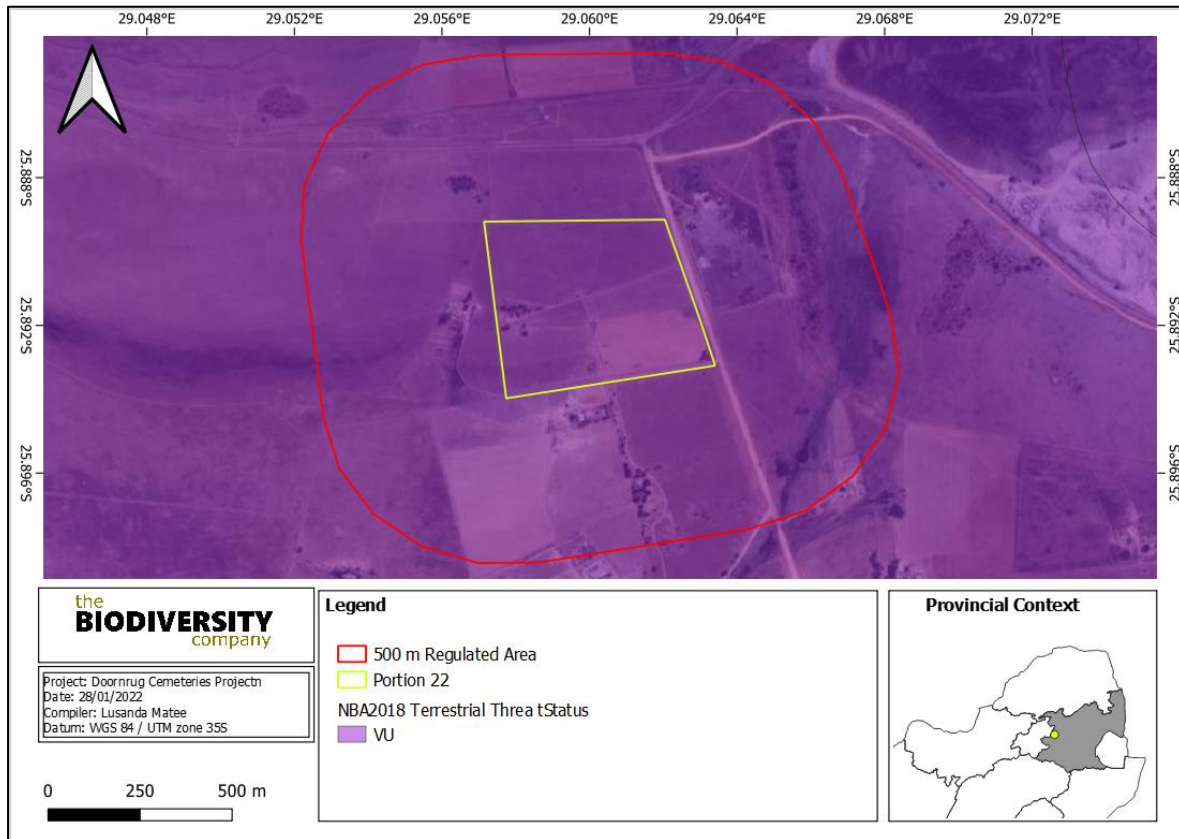 29.048°E 29.052°E 29.056°E 29.060°E 29.064°E 29.068°E 29.072°E
25.888°S 25.888°S
25.892°S 25.892°S
25.896°S 25.896°S
the
BIODIVERSITY
company
Project: Doornrug Cemeteries Projectn
Date: 28/01/2022
Compiler: Lusanda Matee
Datum: WGS 84 / UTM zone 35S
0 250 500 m
Legend
500 m Regulated Area
Portion 22
NBA2018 Terrestrial Threa tStatus
VU
Provincial Context